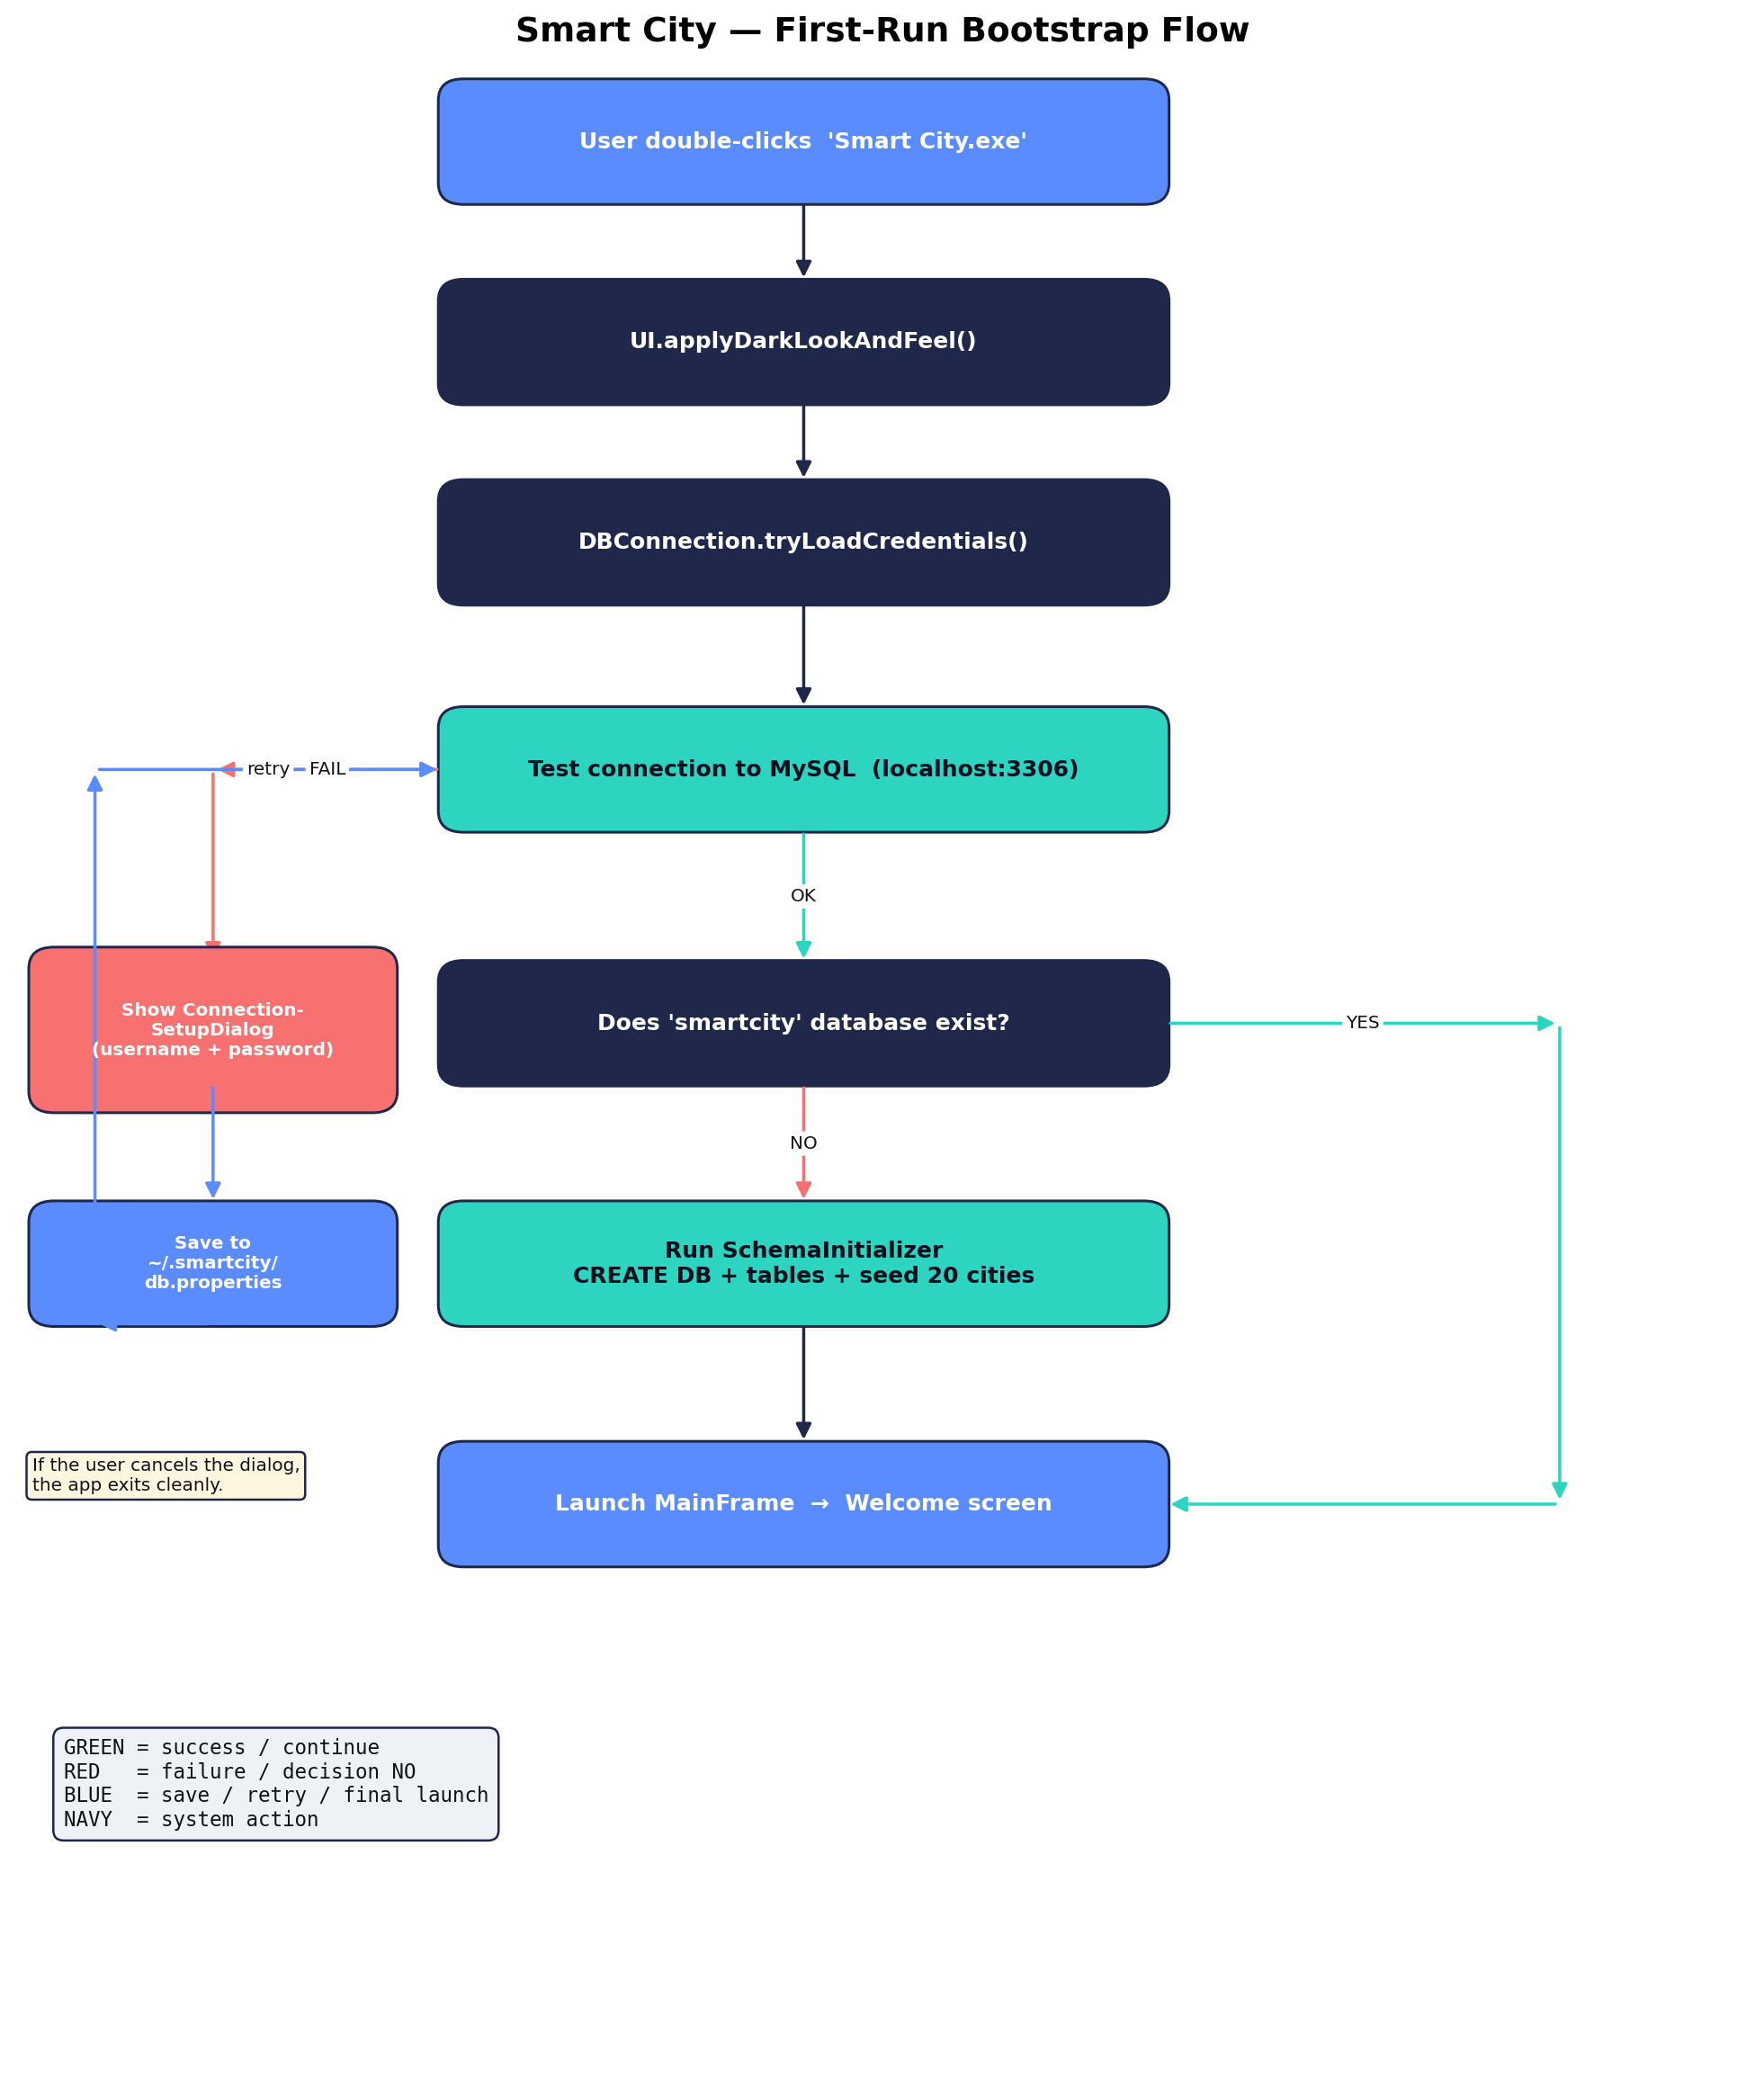 Smart City — First-Run Bootstrap Flow
User double-clicks  'Smart City.exe'
UI.applyDarkLookAndFeel()
DBConnection.tryLoadCredentials()
retry
FAIL
Test connection to MySQL  (localhost:3306)
OK
Show Connection-
SetupDialog
(username + password)
Does 'smartcity' database exist?
YES
NO
Save to
~/.smartcity/
db.properties
Run SchemaInitializer
CREATE DB + tables + seed 20 cities
If the user cancels the dialog,
the app exits cleanly.
Launch MainFrame  →  Welcome screen
GREEN = success / continue
RED   = failure / decision NO
BLUE  = save / retry / final launch
NAVY  = system action